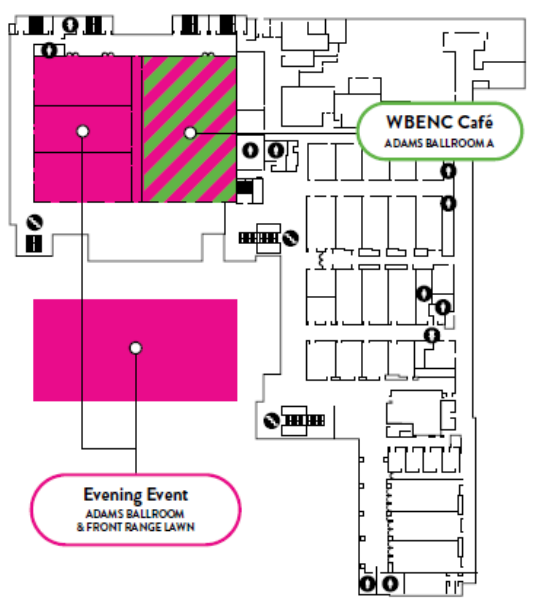 WBENC Café
ADAMS BALLROOM A
Evening Event
ADAMS BALLROOM
& FRONT RANGE LAWN